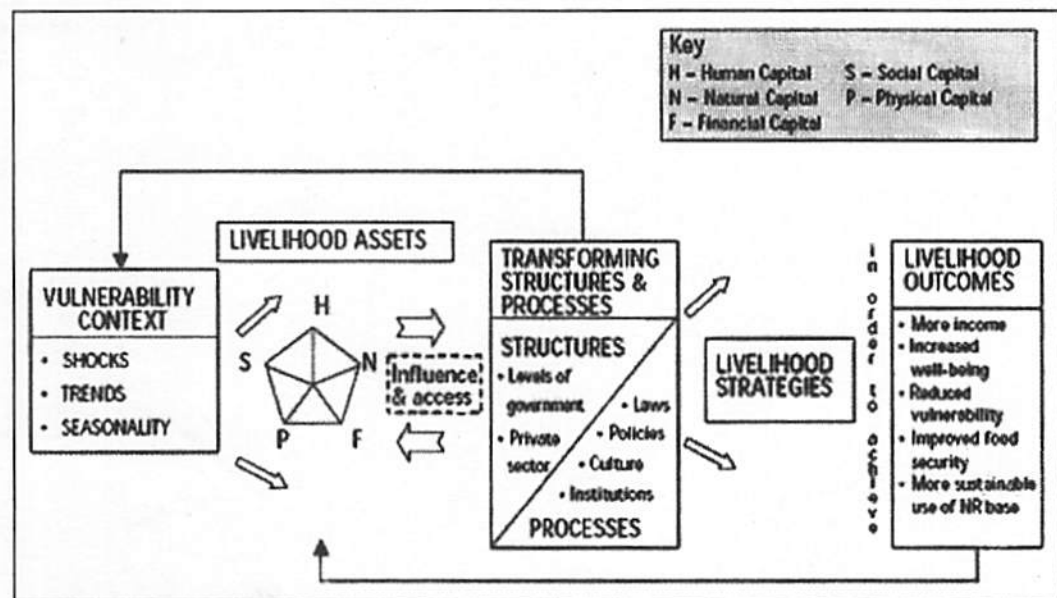 Key
H – Human Capital S – Social Capital
N – Natural Capital P – Physical Capital
F – Financial Capital
LIVELIHOOD ASSETS
VULNERABILITY
CONTEXT
• SHOCKS
• TRENDS
• SEASONALITY
H
S
N
P
F
Influence
& access
TRANSFORMING
STRUCTURES &
PROCESSES
STRUCTURES
• Levels of
government
• Private
sector
• Laws
• Policies
• Culture
• Institutions
PROCESSES
LIVELIHOOD
STRATEGIES
in order to achieve
LIVELIHOOD
OUTCOMES
• More income
• Increased
well-being
• Reduced
vulnerability
• Improved food
security
• More sustainable
use of NR base